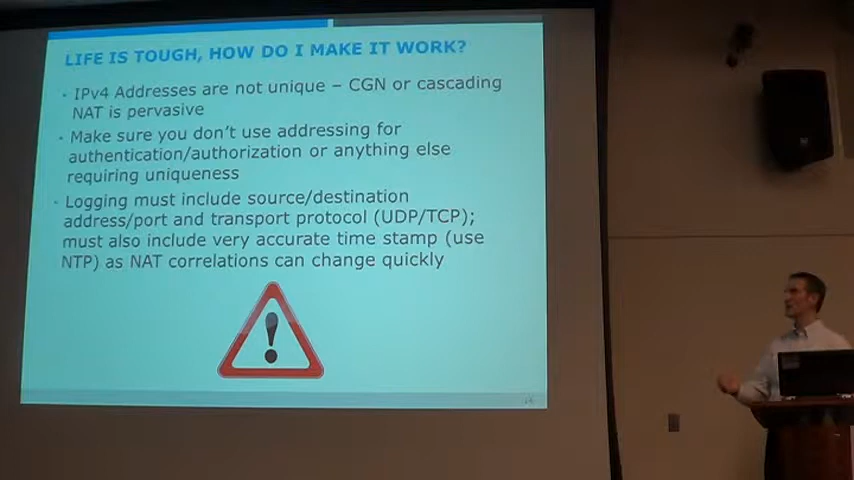 LIFE IS TOUGH, HOW DO I MAKE IT WORK?
• IPv4 Addresses are not unique – CGN or cascading
NAT is pervasive
• Make sure you don't use addressing for
authentication/authorization or anything else
requiring uniqueness
• Logging must include source/destination
address/port and transport protocol (UDP/TCP);
must also include very accurate time stamp (use
NTP) as NAT correlations can change quickly